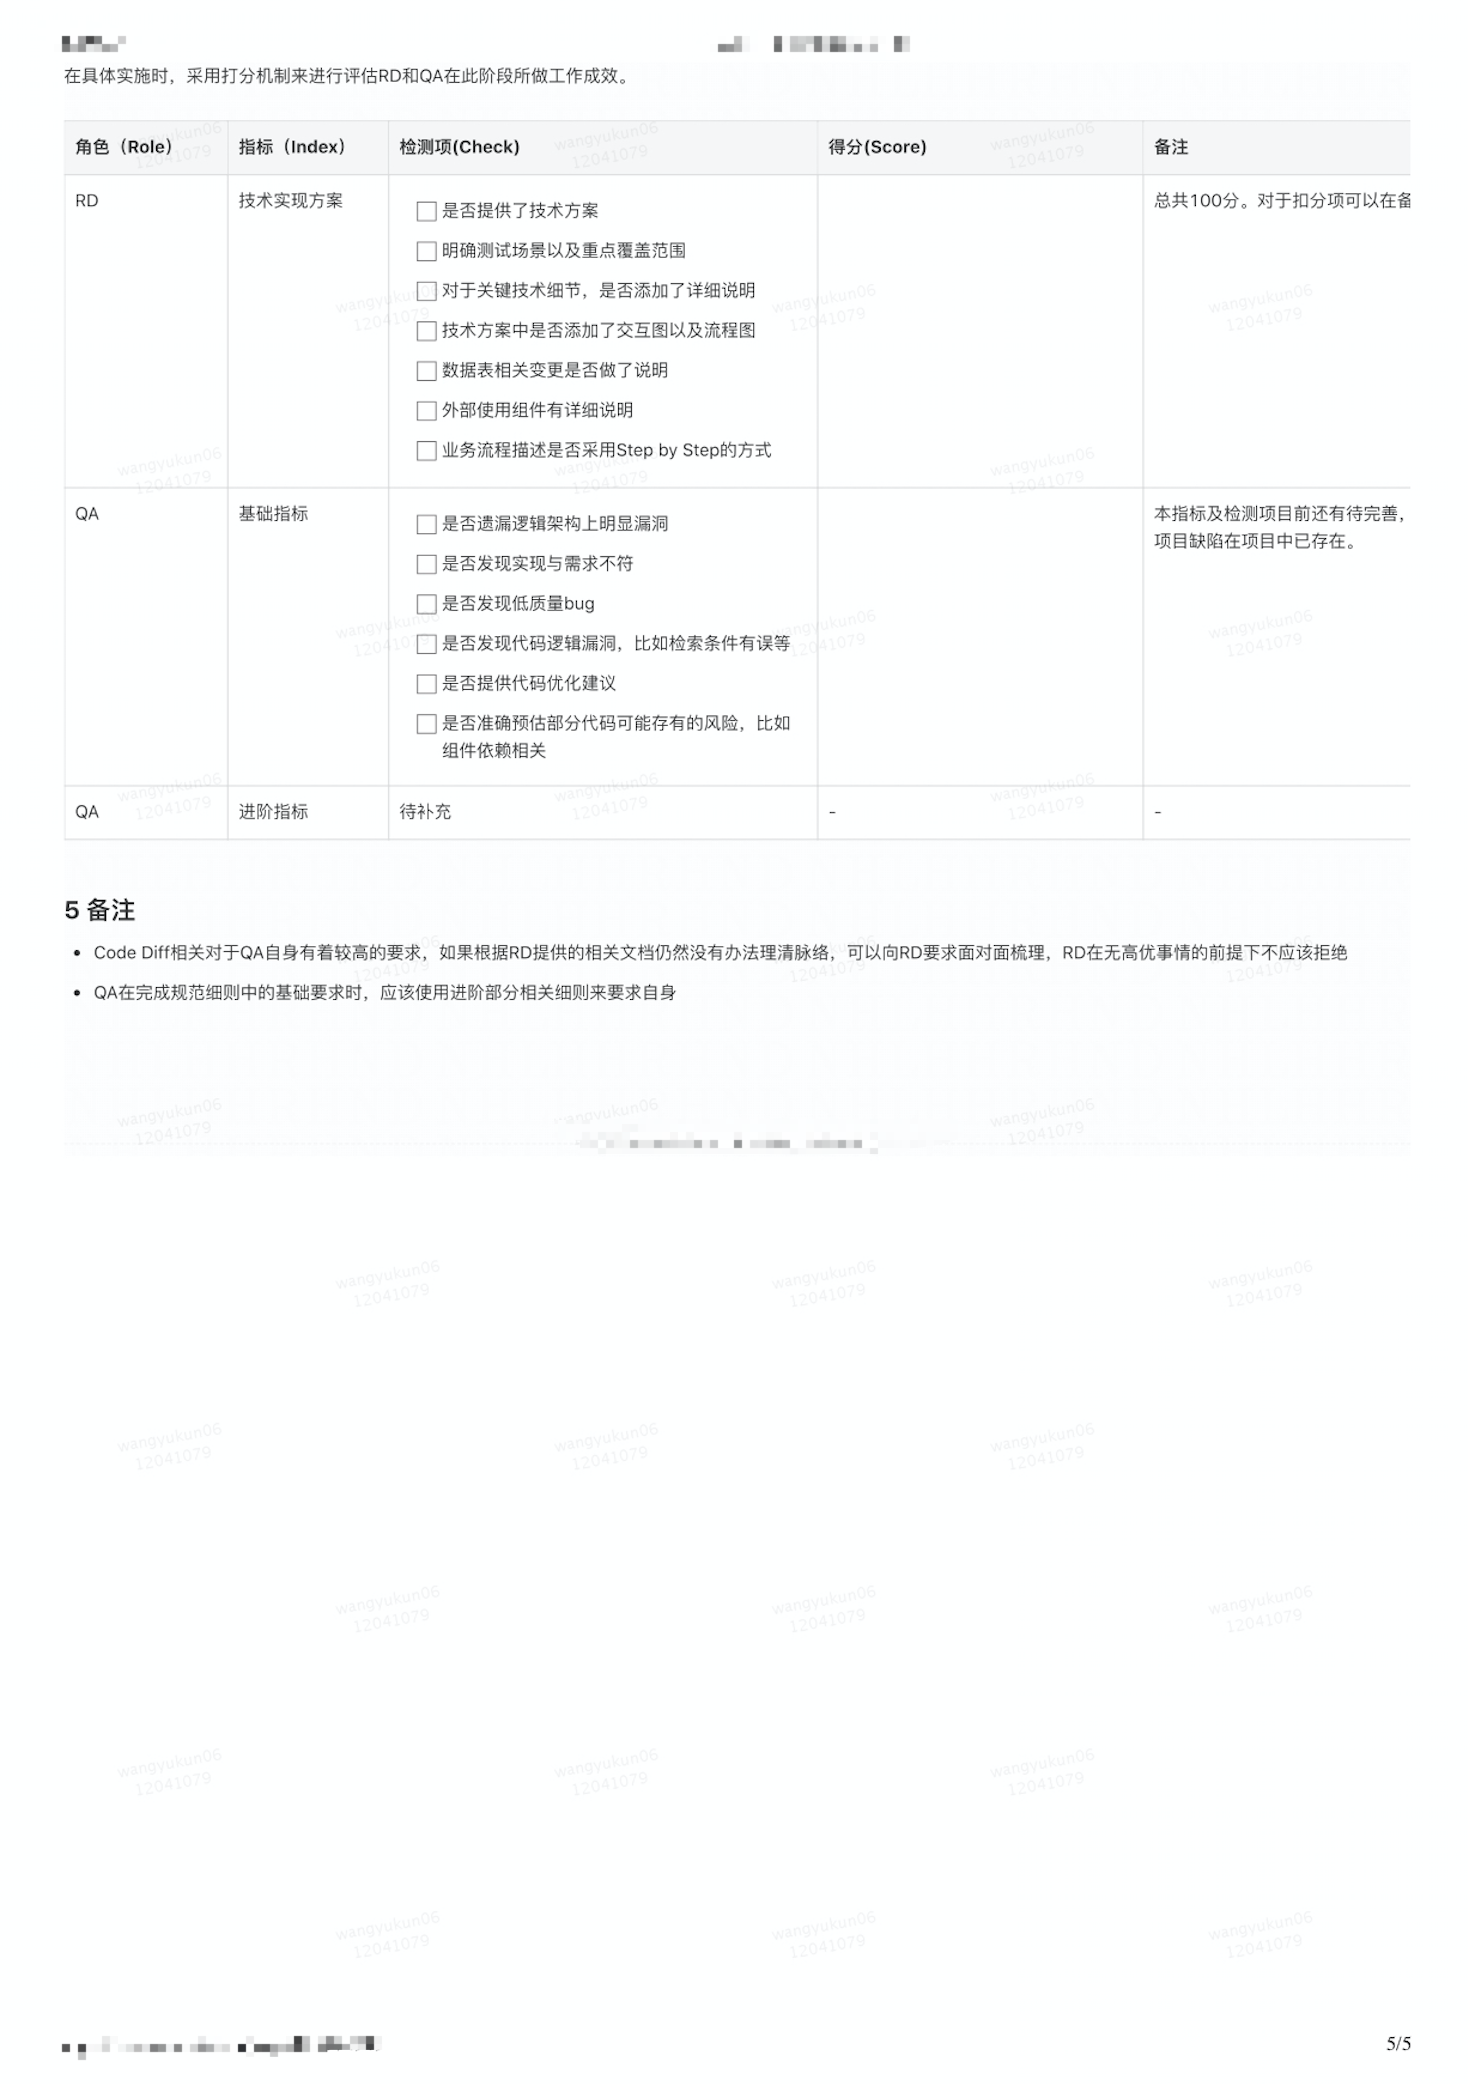 在具体实施时，采用打分机制来进行评估RD和QA在此阶段所做工作成效。
角色（Role） 指标（Index） 检测项(Check) 得分(Score) 备注
RD 技术实现方案 总共100分。对于扣分项可以在备
是否提供了技术方案
明确测试场景以及重点覆盖范围
对于关键技术细节，是否添加了详细说明
技术方案中是否添加了交互图以及流程图
数据表相关变更是否做了说明
外部使用组件有详细说明
业务流程描述是否采用Step by Step的方式
QA 基础指标 本指标及检测项目前还有待完善，
项目缺陷在项目中已存在。
是否遗漏逻辑架构上明显漏洞
是否发现实现与需求不符
是否发现低质量bug
是否发现代码逻辑漏洞，比如检索条件有误等
是否提供代码优化建议
是否准确预估部分代码可能存有的风险，比如
组件依赖相关
QA 进阶指标 待补充 - -
5 备注
• Code Diff相关对于QA自身有着较高的要求，如果根据RD提供的相关文档仍然没有办法理清脉络，可以向RD要求面对面梳理，RD在无高优事情的前提下不应该拒绝
• QA在完成规范细则中的基础要求时，应该使用进阶部分相关细则来要求自身
wangyukun06
12041079
5/5